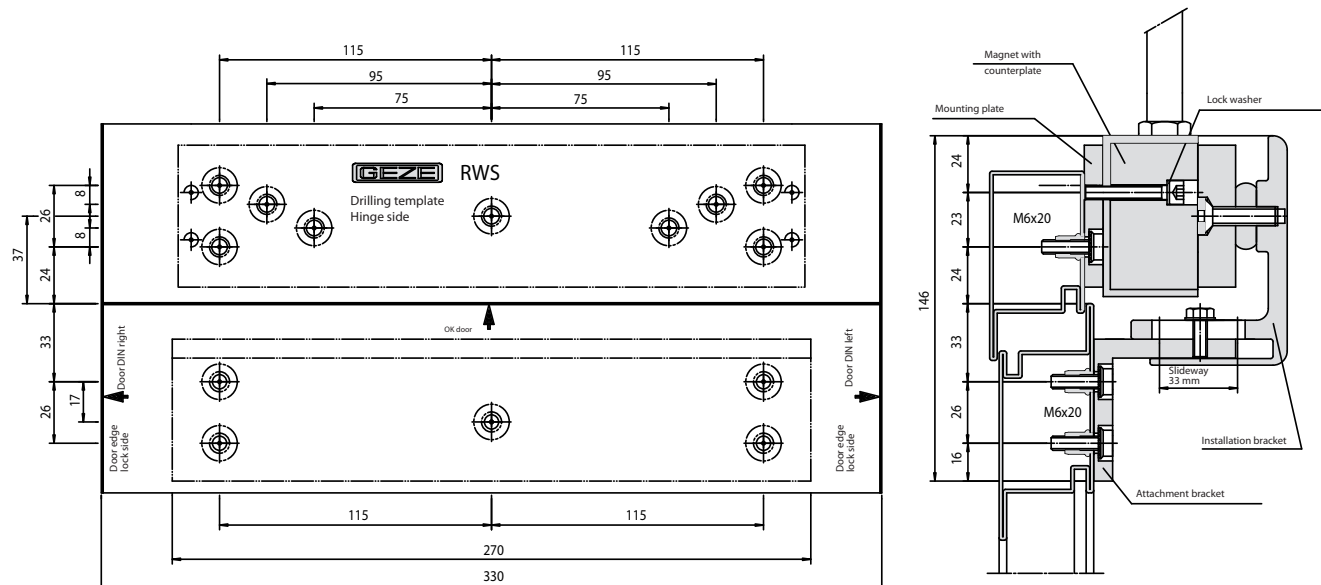 115
115
95
95
75
75
GEZE RWS
Drilling template
Hinge side
8
26
8
37
24
33
17
26
OK door
Door DIN right
Door edge
lock side
Door DIN left
Door edge
lock side
115
115
270
330
Magnet with
counterplate
Lock washer
Mounting plate
24
23
24
146
33
26
16
M6x20
M6x20
Slideway
33 mm
Installation bracket
Attachment bracket